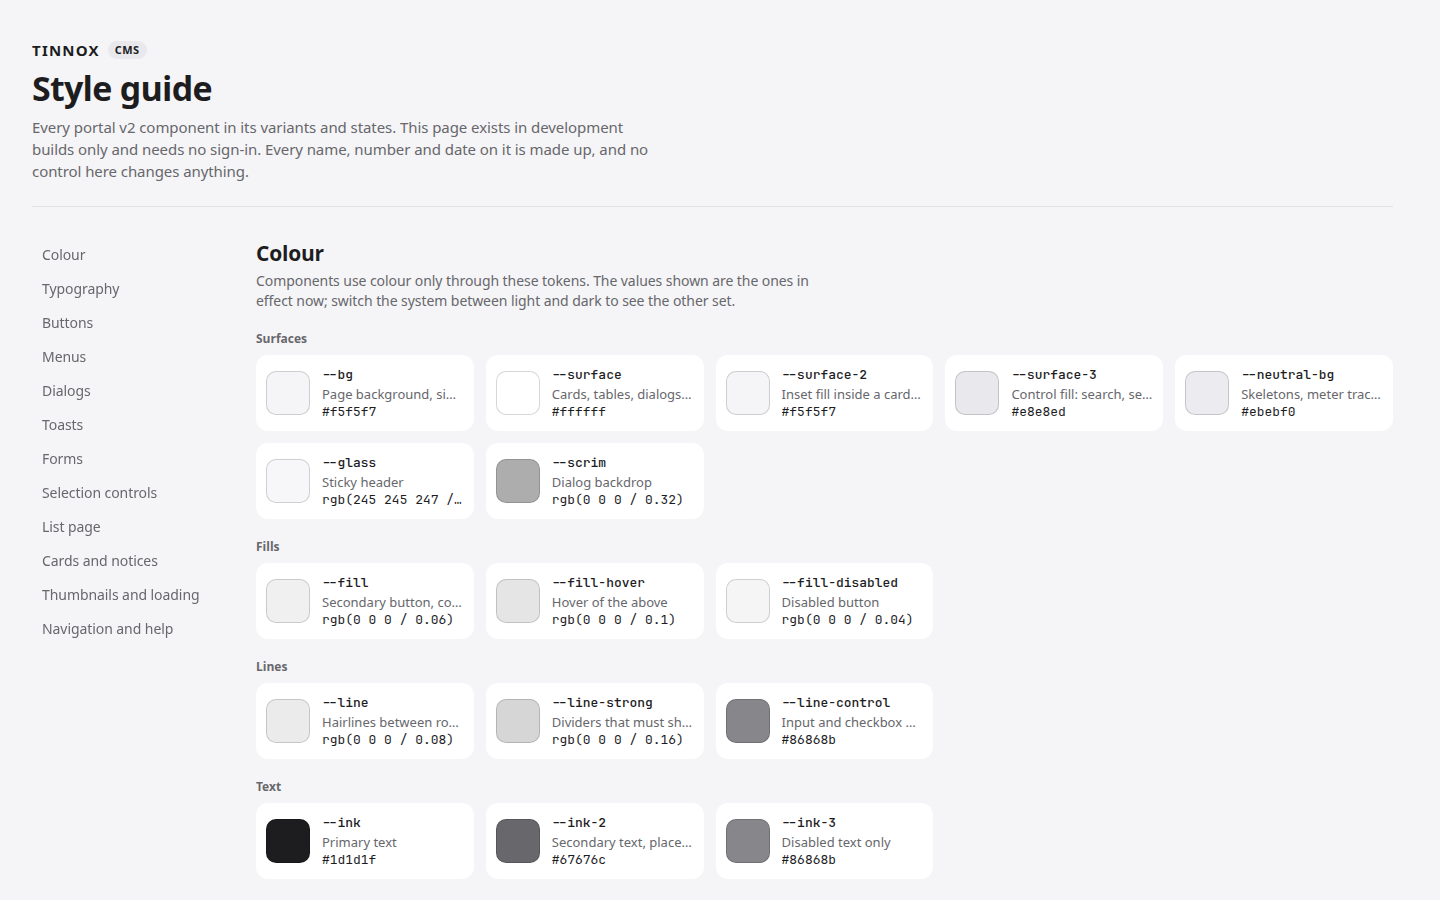 TINNOX CMS
Style guide
Every portal v2 component in its variants and states. This page exists in development
builds only and needs no sign-in. Every name, number and date on it is made up, and no
control here changes anything.
Colour
Typography
Buttons
Menus
Dialogs
Toasts
Forms
Selection controls
List page
Cards and notices
Thumbnails and loading
Navigation and help
Colour
Components use colour only through these tokens. The values shown are the ones in
effect now; switch the system between light and dark to see the other set.
Surfaces
--bg
Page background, si…
#f5f5f7
--surface
Cards, tables, dialogs…
#ffffff
--surface-2
Inset fill inside a card…
#f5f5f7
--surface-3
Control fill: search, se…
#e8e8ed
--neutral-bg
Skeletons, meter trac…
#ebebf0
--glass
Sticky header
rgb(245 245 247 /…
--scrim
Dialog backdrop
rgb(0 0 0 / 0.32)
Fills
--fill
Secondary button, co…
rgb(0 0 0 / 0.06)
--fill-hover
Hover of the above
rgb(0 0 0 / 0.1)
--fill-disabled
Disabled button
rgb(0 0 0 / 0.04)
Lines
--line
Hairlines between ro…
rgb(0 0 0 / 0.08)
--line-strong
Dividers that must sh…
rgb(0 0 0 / 0.16)
--line-control
Input and checkbox …
#86868b
Text
--ink
Primary text
#1d1d1f
--ink-2
Secondary text, place…
#67676c
--ink-3
Disabled text only
#86868b